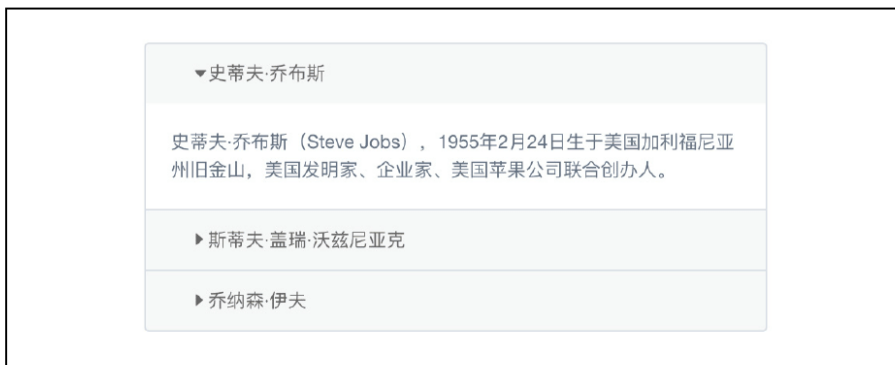 史蒂夫·乔布斯
史蒂夫·乔布斯（Steve Jobs），1955年2月24日生于美国加利福尼亚
州旧金山，美国发明家、企业家、美国苹果公司联合创办人。
斯蒂夫·盖瑞·沃兹尼亚克
乔纳森·伊夫